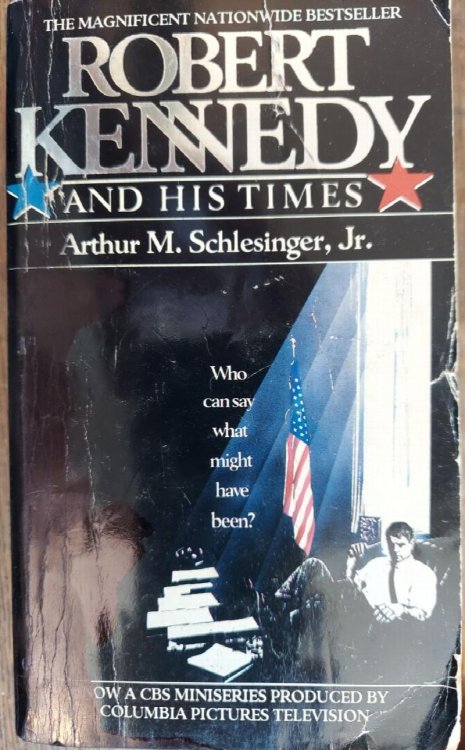 THE MAGNIFICENT NATIONWIDE BESTSELLER
ROBERT
KENNEDY
AND HIS TIMES
Arthur M. Schlesinger, Jr.
Who
can say
what
might
have
been?
OW A CBS MINISERIES PRODUCED BY
COLUMBIA PICTURES TELEVISION